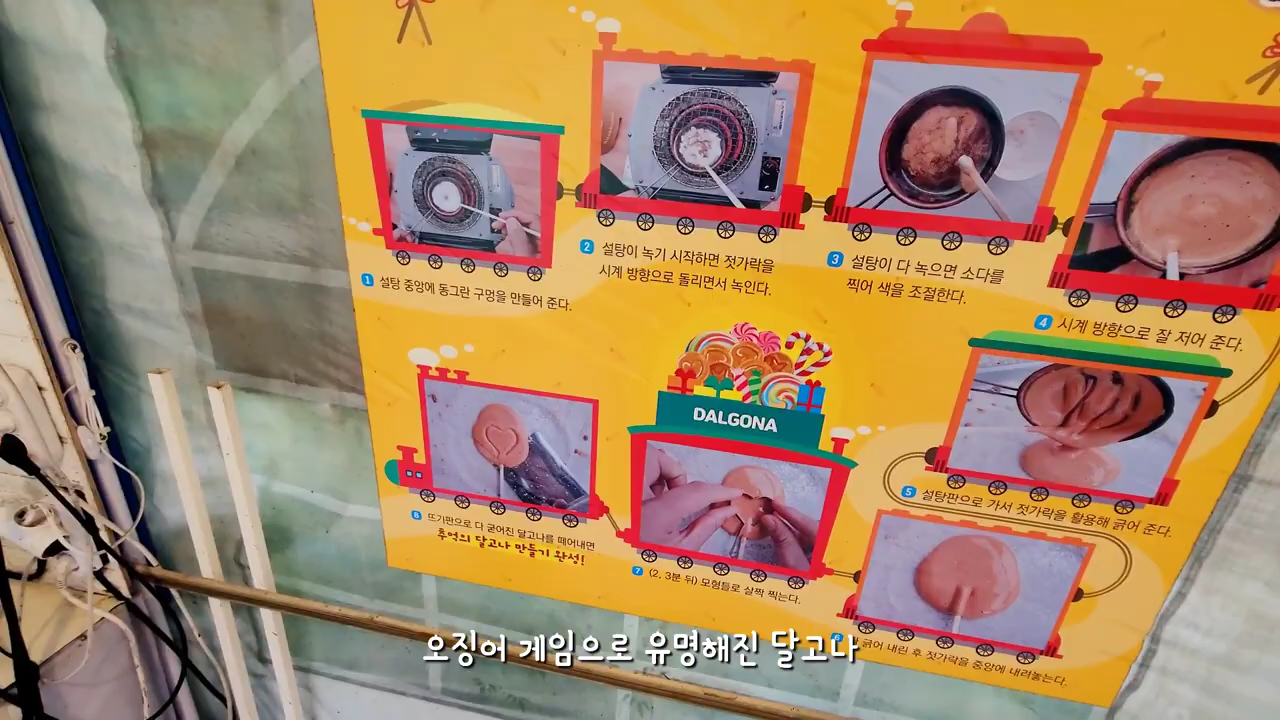 1 설탕 중앙에 동그란 구멍을 만들어 준다.
2 설탕이 녹기 시작하면 젓가락을
시계 방향으로 돌리면서 녹인다.
3 설탕이 다 녹으면 소다를
찍어 색을 조절한다.
4 시계 방향으로 잘 저어 준다.
5 설탕판으로 가서 젓가락을 활용해 긁어 준다.
긁어 내린 후 젓가락을 중앙에 내려놓는다.
DALGONA
7 (2, 3분 뒤) 모형틀로 살짝 찍는다.
8 뜨기판으로 다 굳어진 달고나를 떼어내면
추억의 달고나 만들기 완성!
오징어 게임으로 유명해진 달고나